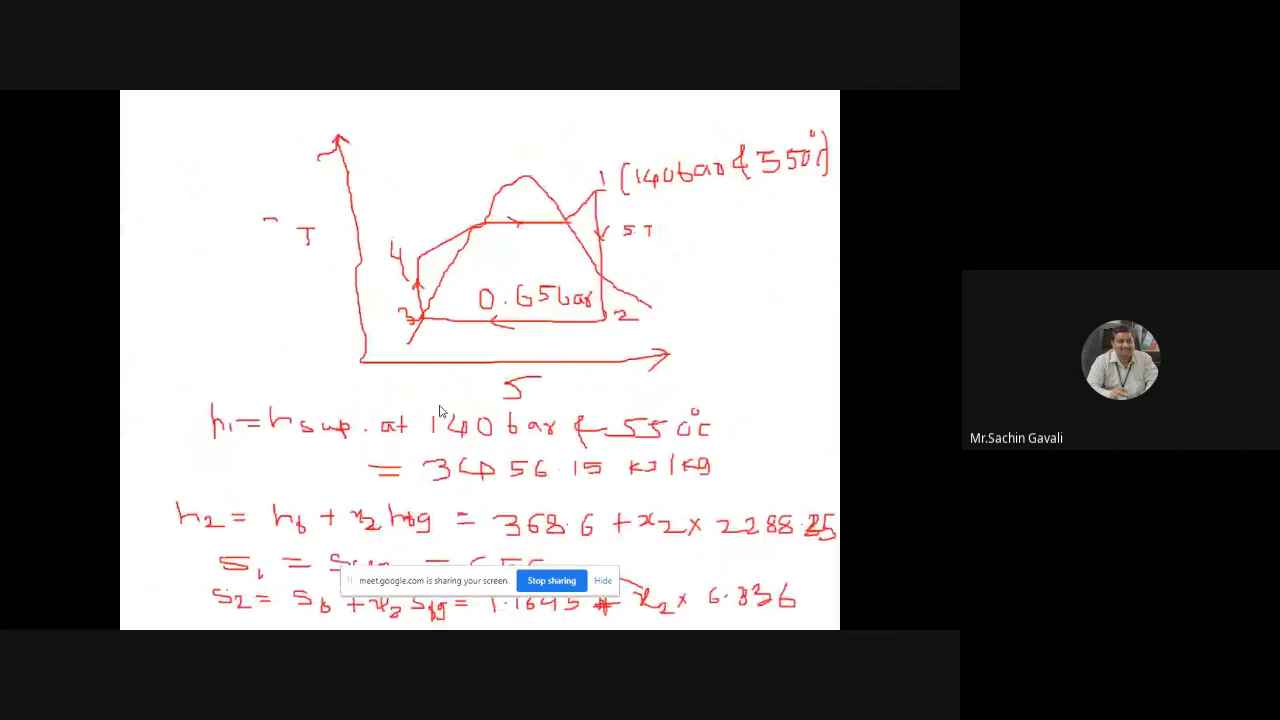 1 (140bar & 550°C)
T
S.T
4
0.65bar
3
2
S
h1 = hsup. at 140 bar & 550°C
= 3456.15 kJ/kg
h2 = hf + x2 hfg = 368.6 + x2 x 2288.25
S1 =
meet.google.com is sharing your screen. Stop sharing Hide
S2 = Sf + x2 Sfg = 1.1645 + x2 x 6.336
Mr.Sachin Gavali